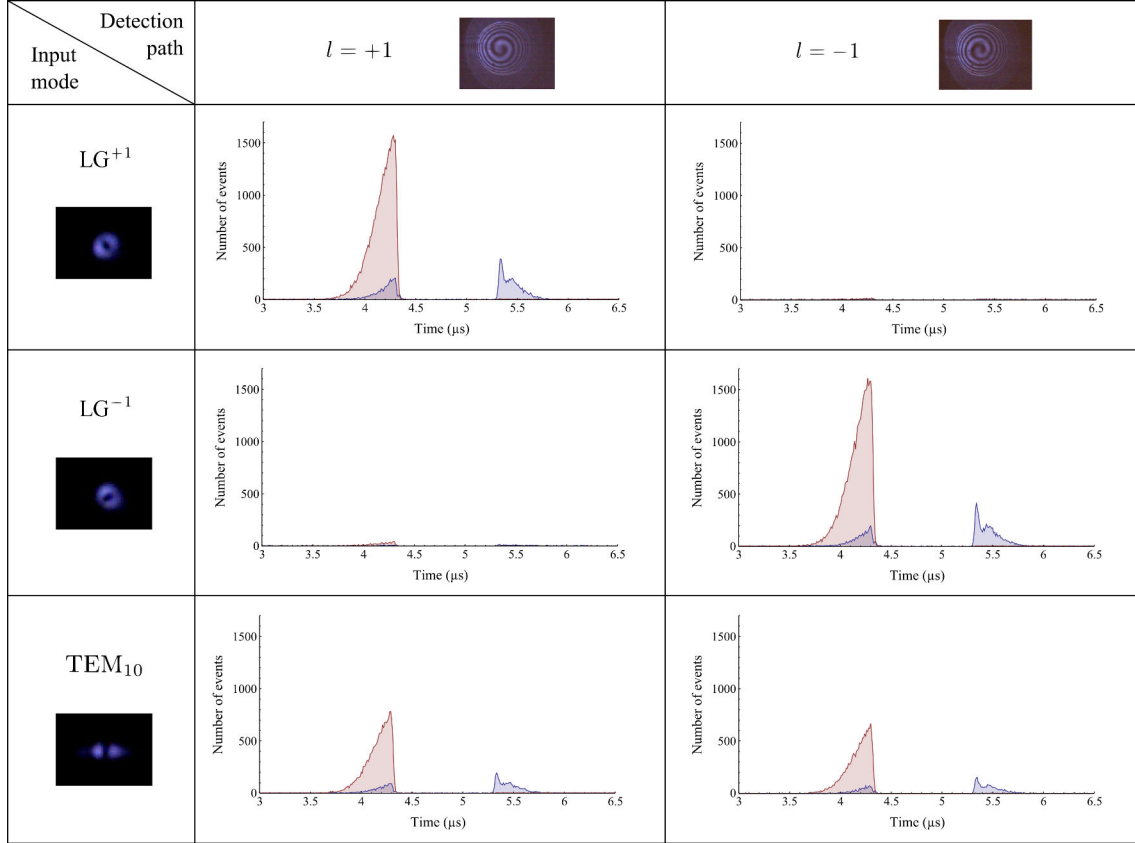 Detection
path
Input
mode
l = +1
l = −1
LG⁺¹
Number of events
1500
1000
500
0
3 3.5 4 4.5 5 5.5 6 6.5
Time (µs)
Number of events
1500
1000
500
0
3 3.5 4 4.5 5 5.5 6 6.5
Time (µs)
LG⁻¹
Number of events
1500
1000
500
0
3 3.5 4 4.5 5 5.5 6 6.5
Time (µs)
Number of events
1500
1000
500
0
3 3.5 4 4.5 5 5.5 6 6.5
Time (µs)
TEM₁₀
Number of events
1500
1000
500
0
3 3.5 4 4.5 5 5.5 6 6.5
Time (µs)
Number of events
1500
1000
500
0
3 3.5 4 4.5 5 5.5 6 6.5
Time (µs)